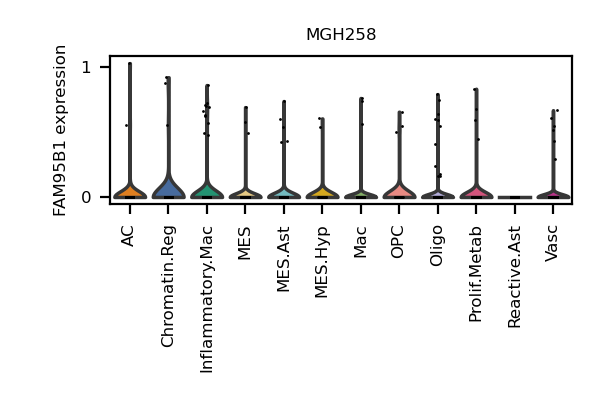 MGH258
FAM95B1 expression
1
0
AC
Chromatin.Reg
Inflammatory.Mac
MES
MES.Ast
MES.Hyp
Mac
OPC
Oligo
Prolif.Metab
Reactive.Ast
Vasc